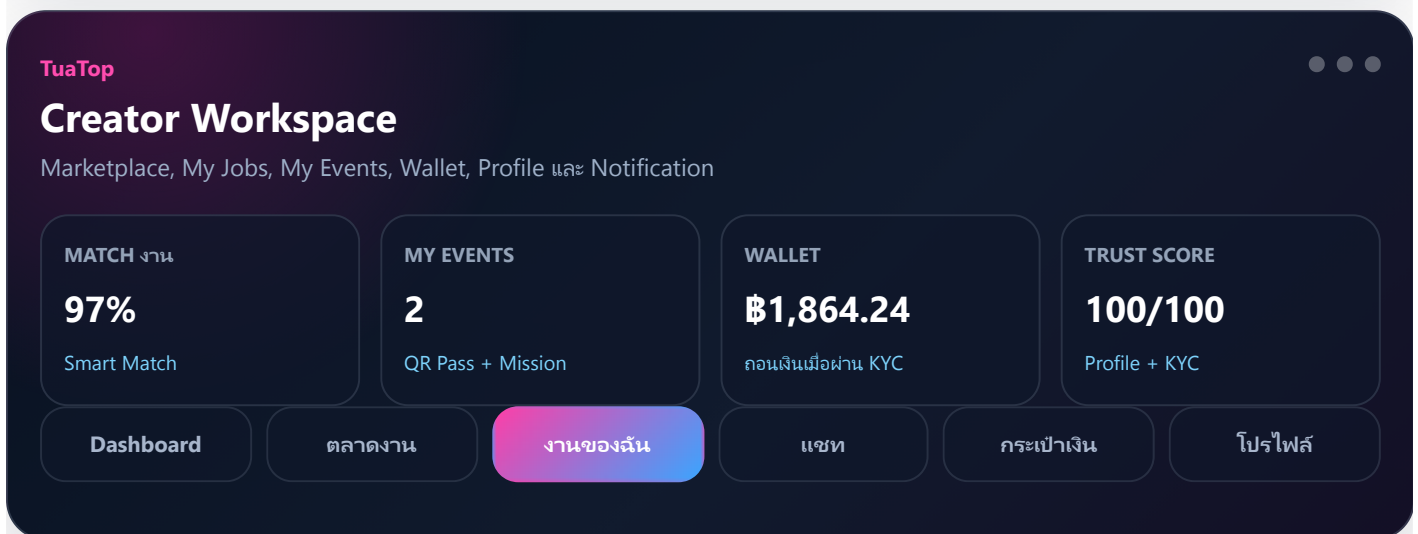 TuaTop
Creator Workspace
Marketplace, My Jobs, My Events, Wallet, Profile และ Notification
MATCH งาน
97%
Smart Match
MY EVENTS
2
QR Pass + Mission
WALLET
฿1,864.24
ถอนเงินเมื่อผ่าน KYC
TRUST SCORE
100/100
Profile + KYC
Dashboard
ตลาดงาน
งานของฉัน
แชท
กระเป๋าเงิน
โปรไฟล์